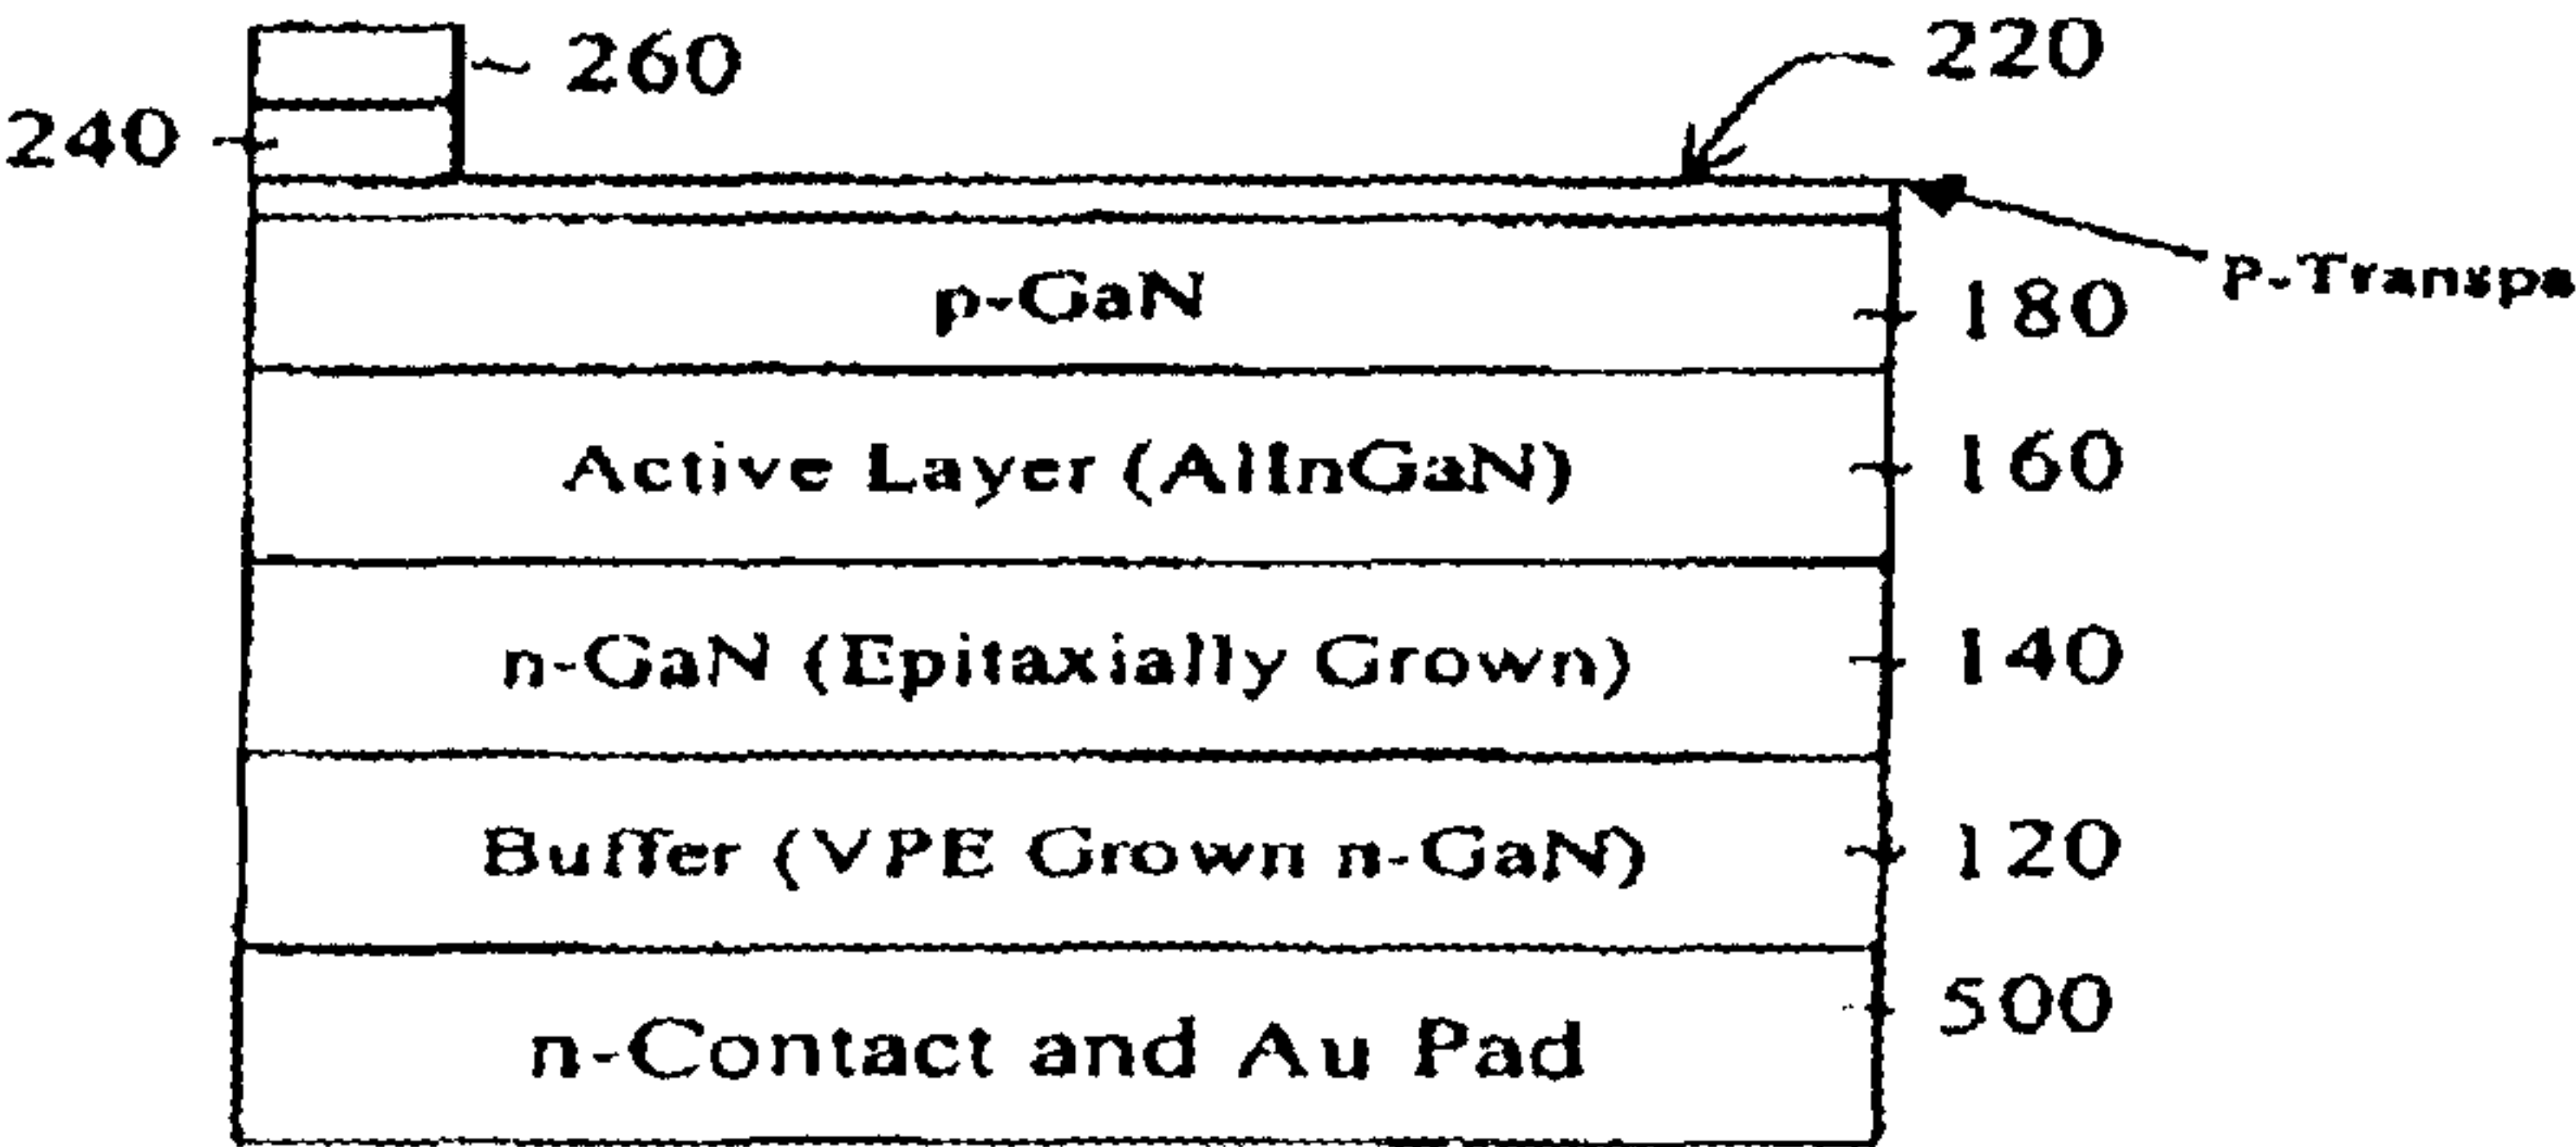 260
220
240
P-Transpa
p-GaN
180
Active Layer (AlInGaN)
160
n-GaN (Epitaxially Grown)
140
Buffer (VPE Grown n-GaN)
120
n-Contact and Au Pad
500